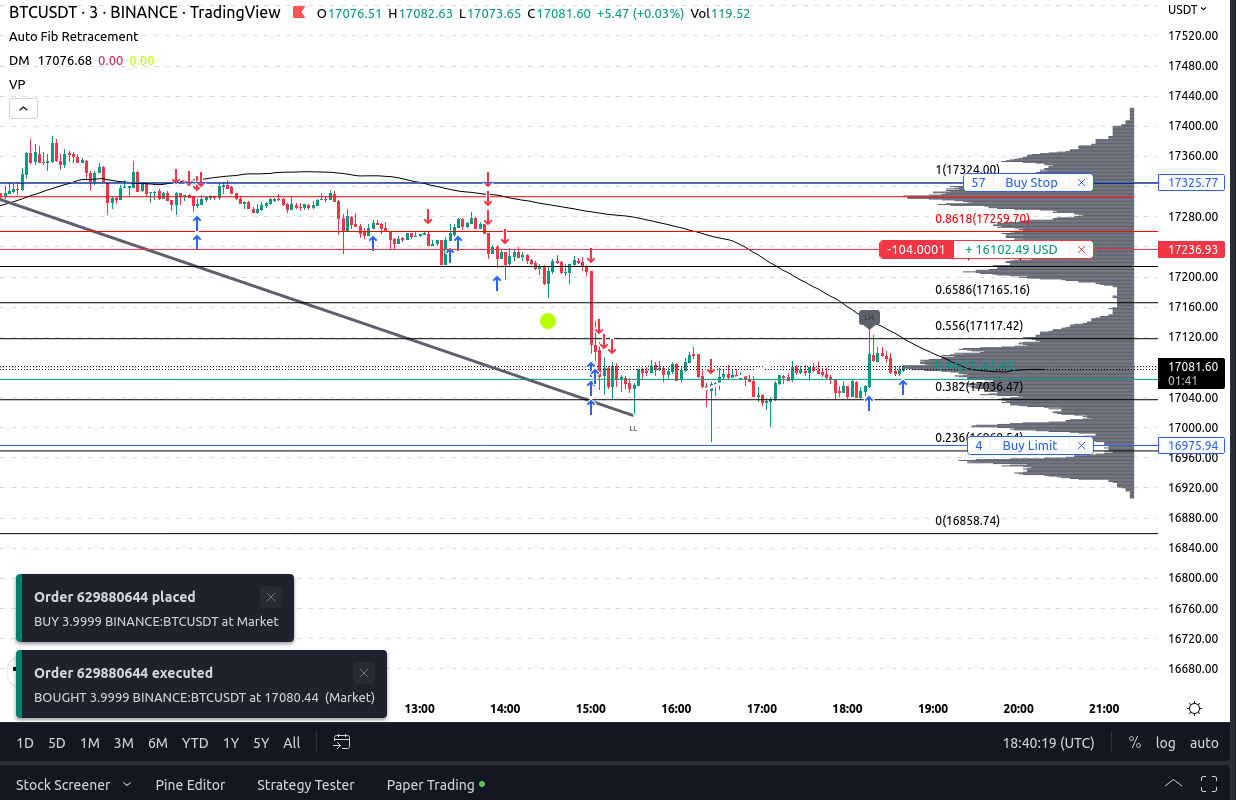 BTCUSDT · 3 · BINANCE · TradingView O17076.51 H17082.63 L17073.65 C17081.60 +5.47 (+0.03%) Vol119.52
USDT
Auto Fib Retracement
DM 17076.68 0.00 0.00
VP
17520.00
17480.00
17440.00
17400.00
17360.00
1(17324.00)
57 Buy Stop
17325.77
17280.00
0.8618(17259.70)
-104.0001 + 16102.49 USD
17236.93
17200.00
0.6586(17165.16)
17160.00
LH
0.556(17117.42)
17120.00
17081.60
01:41
0.382(17036.47)
17040.00
LL
17000.00
4 Buy Limit
16975.94
16960.00
16920.00
0(16858.74)
16880.00
16840.00
16800.00
16760.00
16720.00
16680.00
Order 629880644 placed
BUY 3.9999 BINANCE:BTCUSDT at Market
Order 629880644 executed
BOUGHT 3.9999 BINANCE:BTCUSDT at 17080.44 (Market)
13:00 14:00 15:00 16:00 17:00 18:00 19:00 20:00 21:00
1D 5D 1M 3M 6M YTD 1Y 5Y All 18:40:19 (UTC) % log auto
Stock Screener Pine Editor Strategy Tester Paper Trading